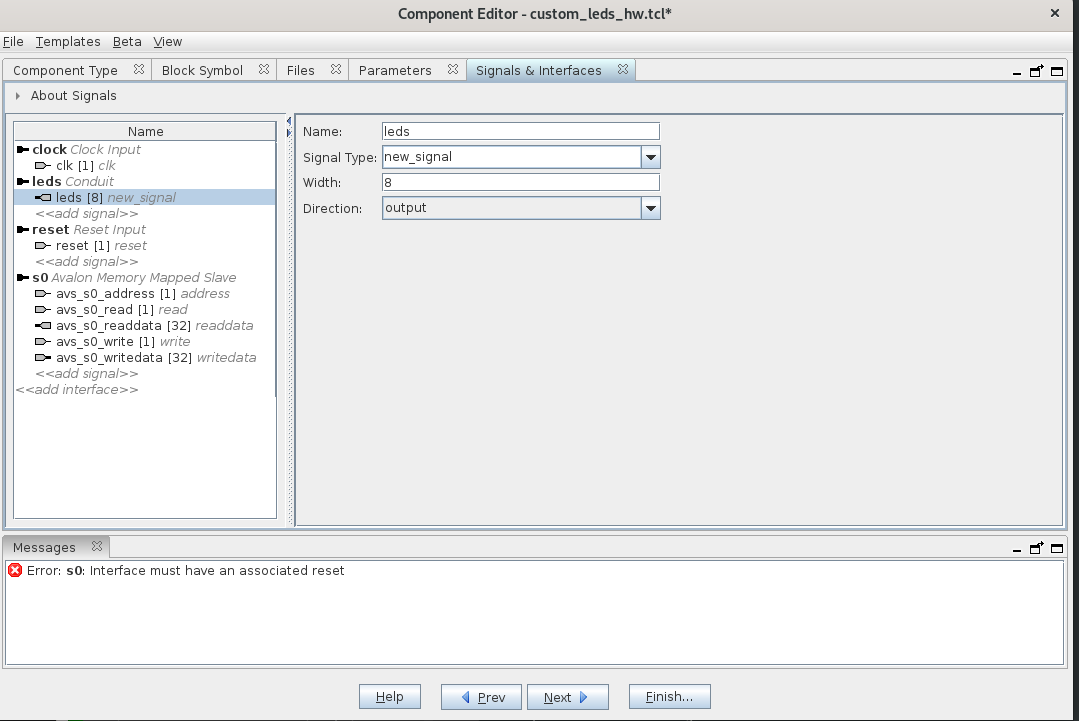 Component Editor - custom_leds_hw.tcl*
File Templates Beta View
Component Type Block Symbol Files Parameters Signals & Interfaces
About Signals
Name
clock Clock Input
clk [1] clk
leds Conduit
leds [8] new_signal
<<add signal>>
reset Reset Input
reset [1] reset
<<add signal>>
s0 Avalon Memory Mapped Slave
avs_s0_address [1] address
avs_s0_read [1] read
avs_s0_readdata [32] readdata
avs_s0_write [1] write
avs_s0_writedata [32] writedata
<<add signal>>
<<add interface>>
Name: leds
Signal Type: new_signal
Width: 8
Direction: output
Messages
Error: s0: Interface must have an associated reset
Help Prev Next Finish...